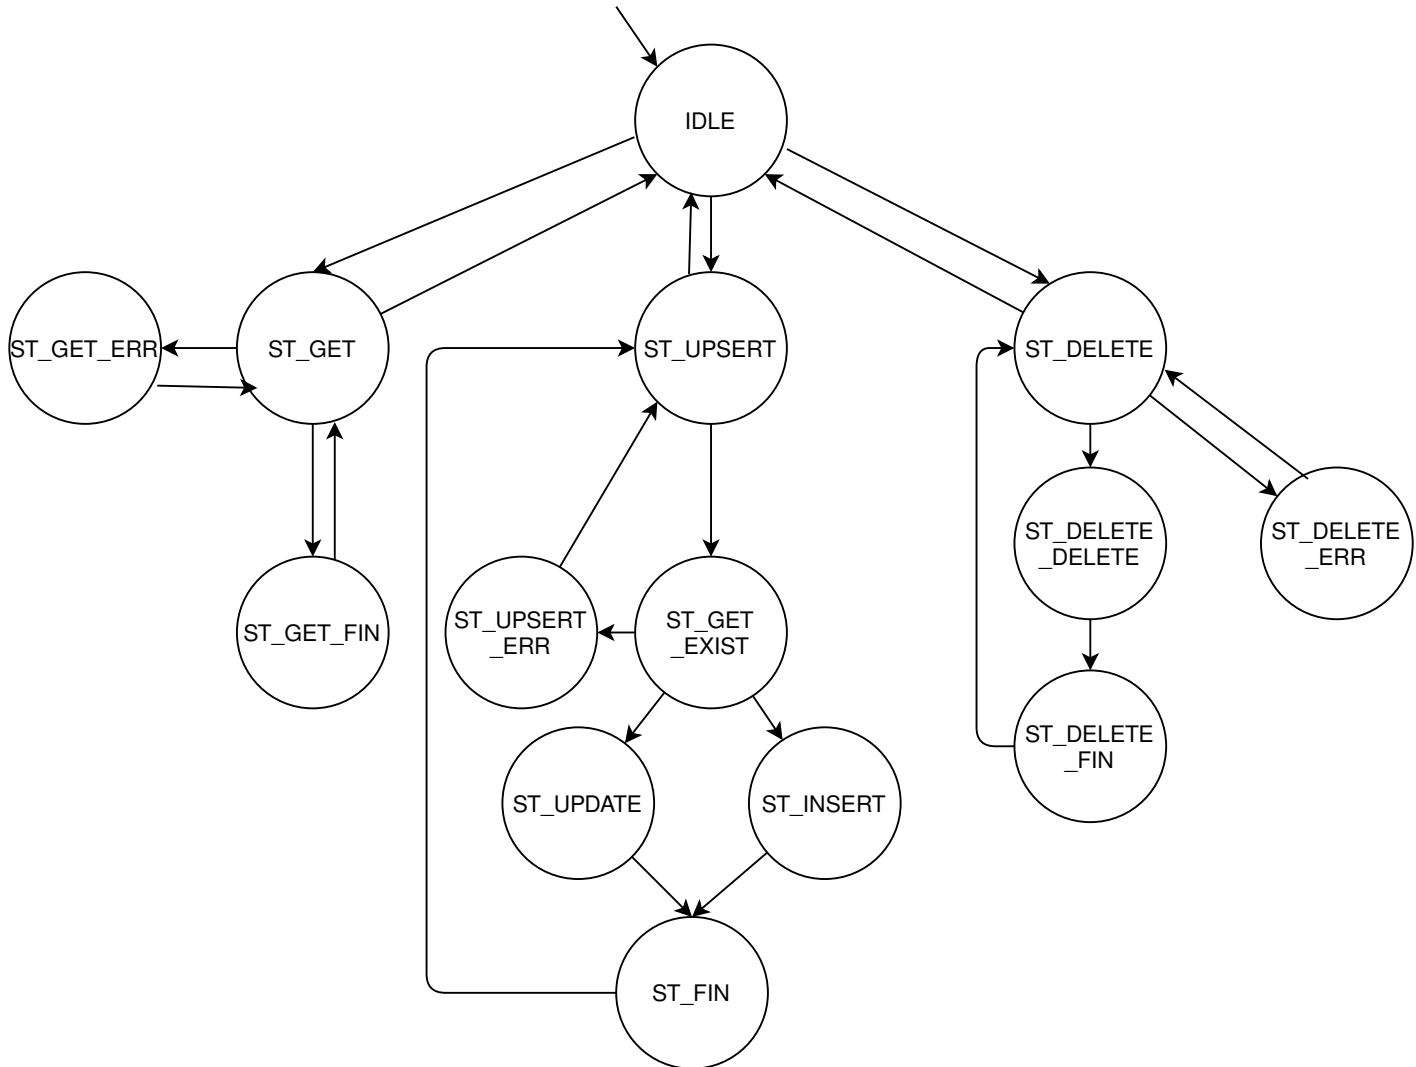 IDLE
ST_GET_ERR
ST_GET
ST_UPSERT
ST_DELETE
ST_DELETE
_DELETE
ST_DELETE
_ERR
ST_GET_FIN
ST_UPSERT
_ERR
ST_GET
_EXIST
ST_DELETE
_FIN
ST_UPDATE
ST_INSERT
ST_FIN